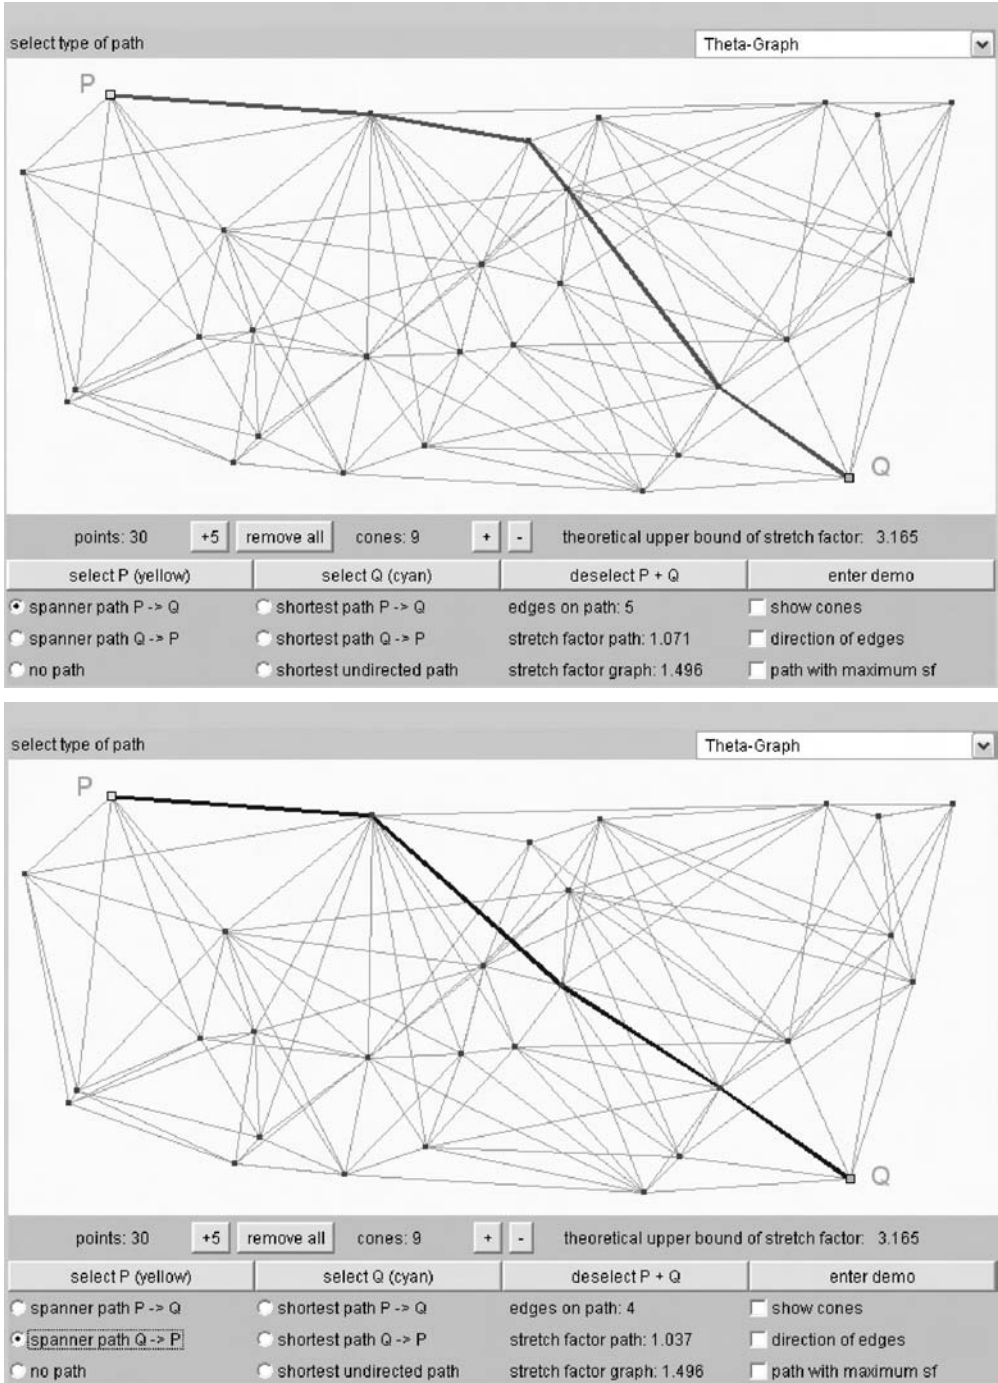 select type of path Theta-Graph
P
Q
points: 30 +5 remove all cones: 9 + - theoretical upper bound of stretch factor: 3.165
select P (yellow) select Q (cyan) deselect P + Q enter demo
spanner path P -> Q shortest path P -> Q edges on path: 5 show cones
spanner path Q -> P shortest path Q -> P stretch factor path: 1.071 direction of edges
no path shortest undirected path stretch factor graph: 1.496 path with maximum sf
select type of path Theta-Graph
P
Q
points: 30 +5 remove all cones: 9 + - theoretical upper bound of stretch factor: 3.165
select P (yellow) select Q (cyan) deselect P + Q enter demo
spanner path P -> Q shortest path P -> Q edges on path: 4 show cones
spanner path Q -> P shortest path Q -> P stretch factor path: 1.037 direction of edges
no path shortest undirected path stretch factor graph: 1.496 path with maximum sf